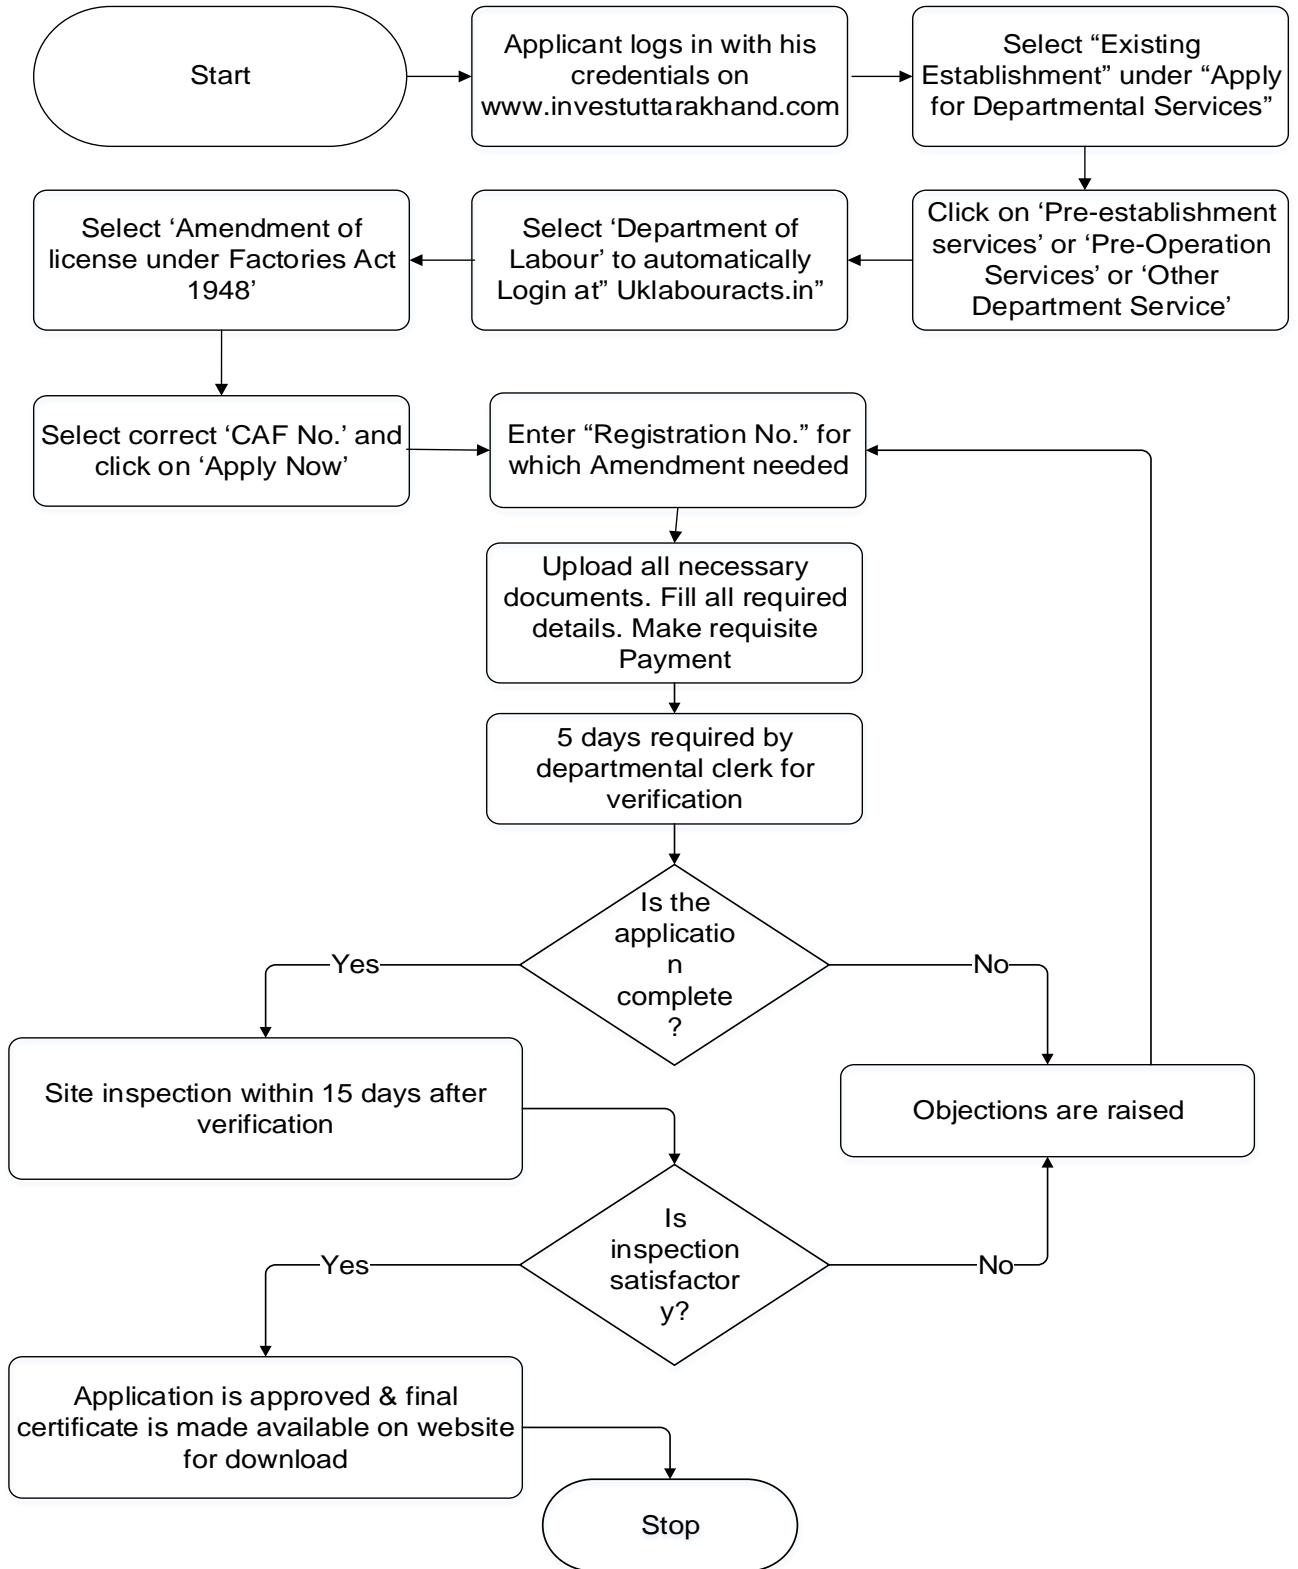 Start
Applicant logs in with his
credentials on
www.investuttarakhand.com
Select “Existing
Establishment” under “Apply
for Departmental Services”
Select ‘Amendment of
license under Factories Act
1948’
Select ‘Department of
Labour’ to automatically
Login at” Uklabouracts.in”
Click on ‘Pre-establishment
services’ or ‘Pre-Operation
Services’ or ‘Other
Department Service’
Select correct ‘CAF No.’ and
click on ‘Apply Now’
Enter “Registration No.” for
which Amendment needed
Upload all necessary
documents. Fill all required
details. Make requisite
Payment
5 days required by
departmental clerk for
verification
Is the
applicatio
n
complete
?
Yes
No
Site inspection within 15 days after
verification
Objections are raised
Is
inspection
satisfactor
y?
Yes
No
Application is approved & final
certificate is made available on website
for download
Stop